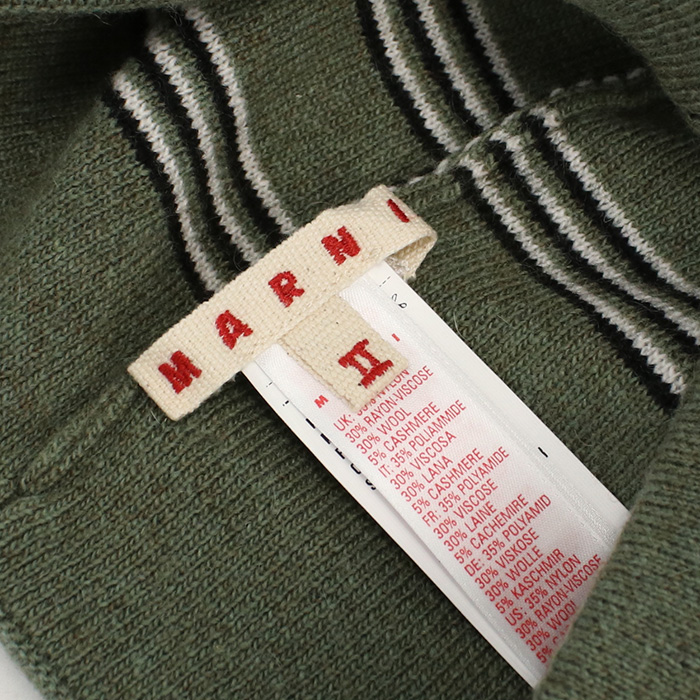 MARNI
II
UK: 35% NYLON
30% RAYON-VISCOSE
30% WOOL
5% CASHMERE
IT: 35% POLIAMMIDE
30% VISCOSA
30% LANA
5% CASHMERE
FR: 35% POLYAMIDE
30% VISCOSE
30% LAINE
5% CACHEMIRE
DE: 35% POLYAMID
30% VISKOSE
30% WOLLE
5% KASCHMIR
US: 35% NYLON
30% RAYON-VISCOSE
30% WOOL
5%